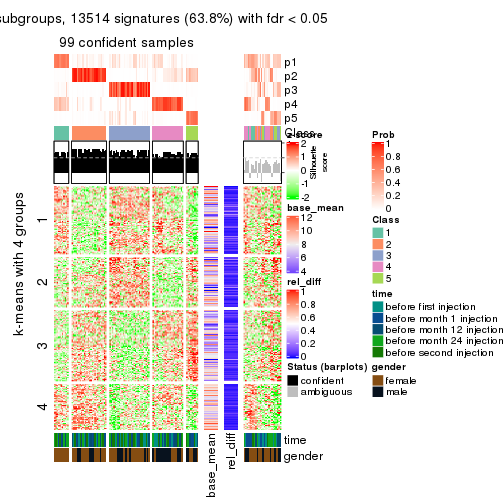 subgroups, 13514 signatures (63.8%) with fdr < 0.05
99 confident samples
p1
p2
p3
p4
p5
Class
Silhouette
score
k-means with 4 groups
1
2
3
4
time
gender
base_mean
rel_diff
z-score
2
1
0
-1
-2
base_mean
12
10
8
6
4
rel_diff
1
0.8
0.6
0.4
0.2
0
Status (barplots)
confident
ambiguous
Prob
1
0.8
0.6
0.4
0.2
0
Class
1
2
3
4
5
time
before first injection
before month 1 injection
before month 12 injection
before month 24 injection
before second injection
gender
female
male